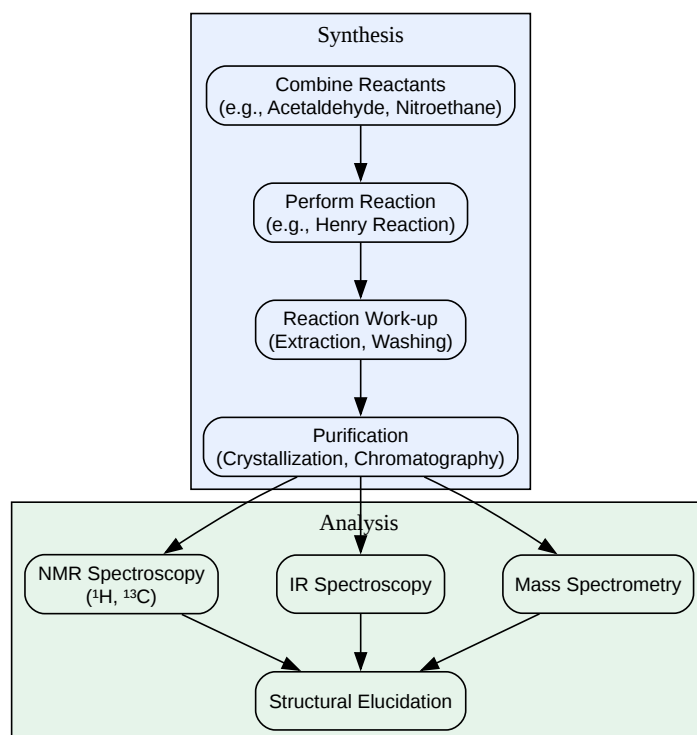 Synthesis
Combine Reactants
(e.g., Acetaldehyde, Nitroethane)
Perform Reaction
(e.g., Henry Reaction)
Reaction Work-up
(Extraction, Washing)
Purification
(Crystallization, Chromatography)
Analysis
NMR Spectroscopy
(¹H, ¹³C)
IR Spectroscopy
Mass Spectrometry
Structural Elucidation